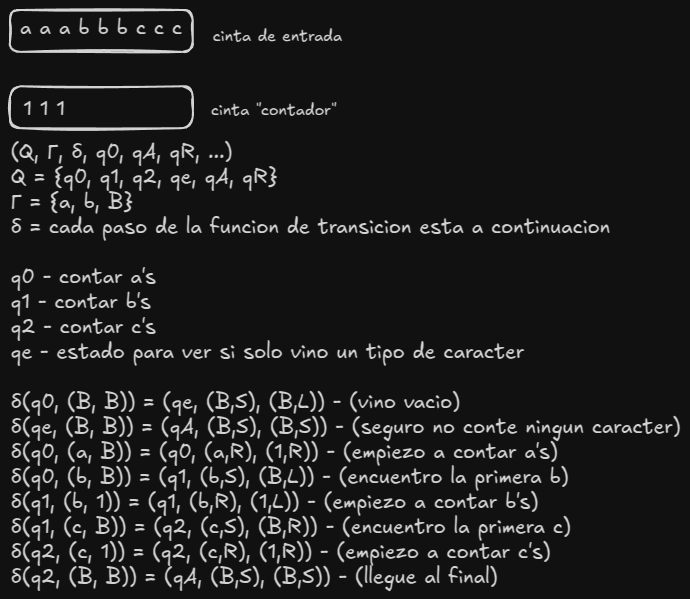 a a a b b b c c c
cinta de entrada
1 1 1
cinta "contador"
(Q, Γ, δ, q0, qA, qR, ...)
Q = {q0, q1, q2, qe, qA, qR}
Γ = {a, b, B}
δ = cada paso de la funcion de transicion esta a continuacion
q0 - contar a's
q1 - contar b's
q2 - contar c's
qe - estado para ver si solo vino un tipo de caracter
δ(q0, (B, B)) = (qe, (B,S), (B,L)) - (vino vacio)
δ(qe, (B, B)) = (qA, (B,S), (B,S)) - (seguro no conte ningun caracter)
δ(q0, (a, B)) = (q0, (a,R), (1,R)) - (empiezo a contar a's)
δ(q0, (b, B)) = (q1, (b,S), (B,L)) - (encuentro la primera b)
δ(q1, (b, 1)) = (q1, (b,R), (1,L)) - (empiezo a contar b's)
δ(q1, (c, B)) = (q2, (c,S), (B,R)) - (encuentro la primera c)
δ(q2, (c, 1)) = (q2, (c,R), (1,R)) - (empiezo a contar c's)
δ(q2, (B, B)) = (qA, (B,S), (B,S)) - (llegue al final)